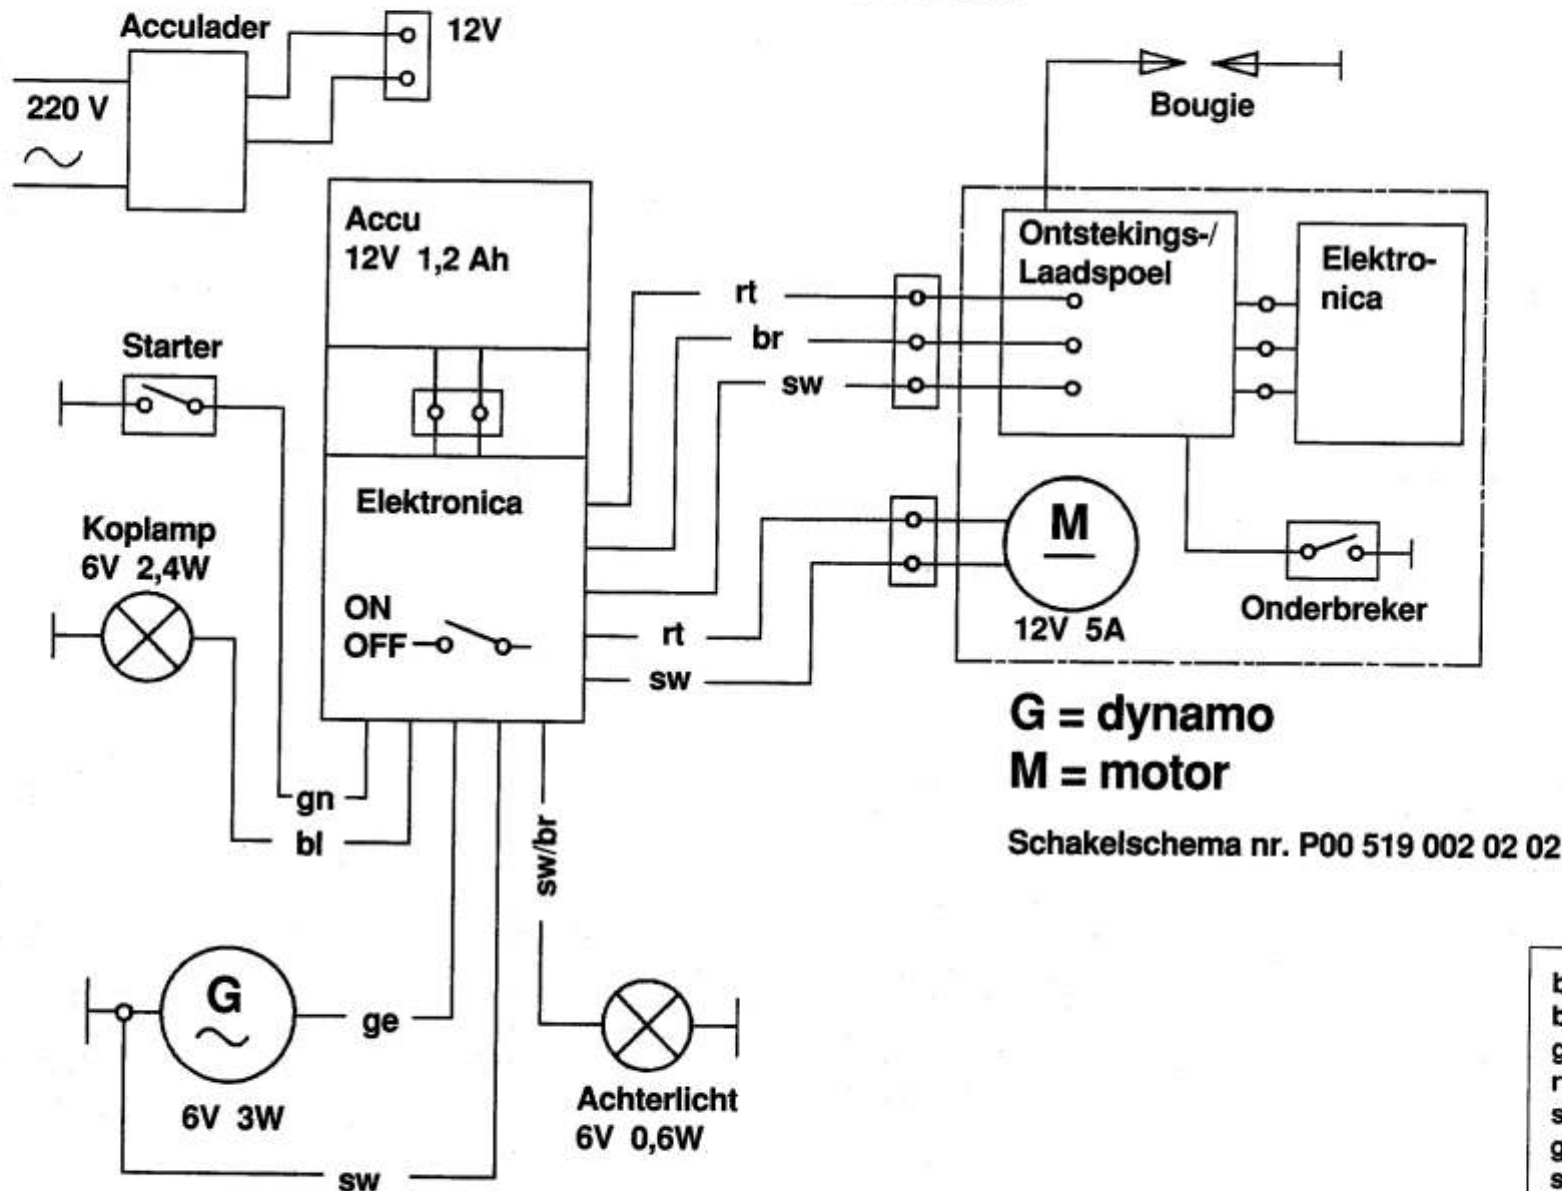 Acculader
12V
220 V
Bougie
Accu
12V 1,2 Ah
Ontstekings-/
Laadspoel
Elektro-
nica
rt
br
sw
Starter
Elektronica
Koplamp
6V 2,4W
ON
OFF
rt
sw
M
12V 5A
Onderbreker
G = dynamo
M = motor
Schakelschema nr. P00 519 002 02 02
gn
bl
sw/br
G
ge
6V 3W
Achterlicht
6V 0,6W
sw